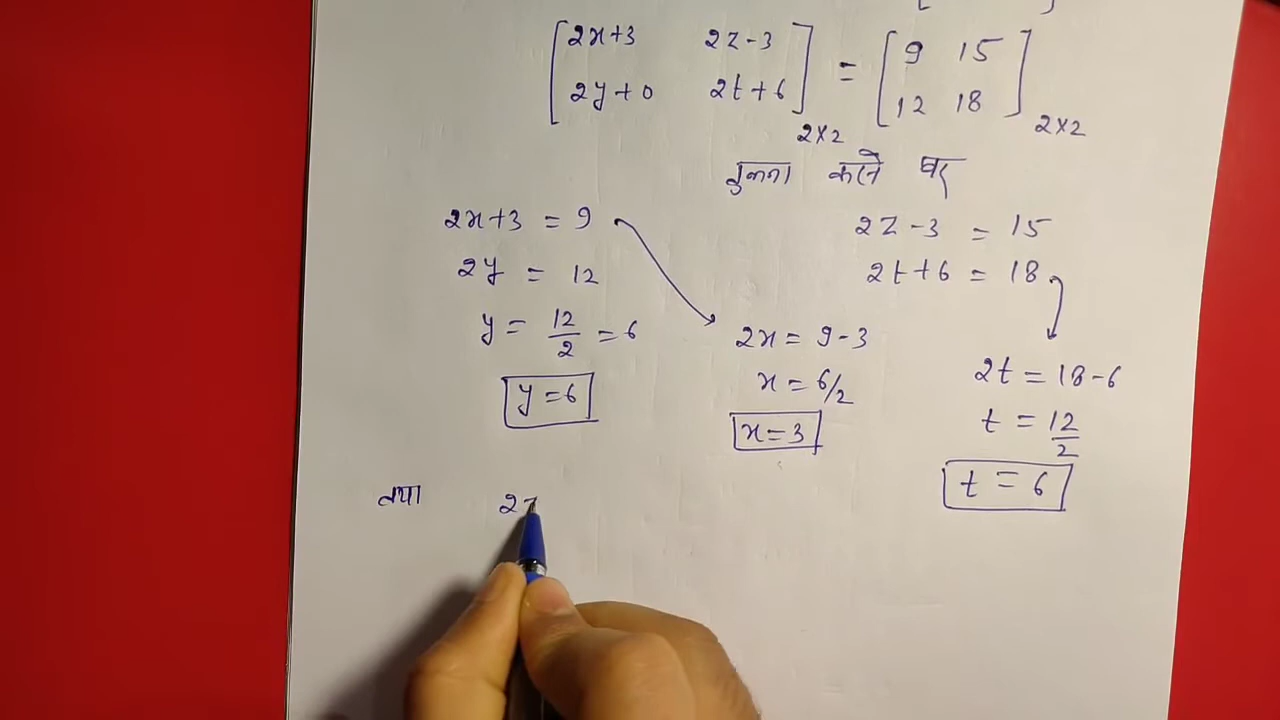 [2x+3 2z-3] = [9 15]
[2y+0 2t+6]2×2 [12 18]2×2
तुलना करने पर
2x+3 = 9
2y = 12
y = 12/2 = 6
y = 6
2x = 9-3
x = 6/2
x = 3
2z-3 = 15
2t+6 = 18
2t = 18-6
t = 12/2
t = 6
तथा 2z